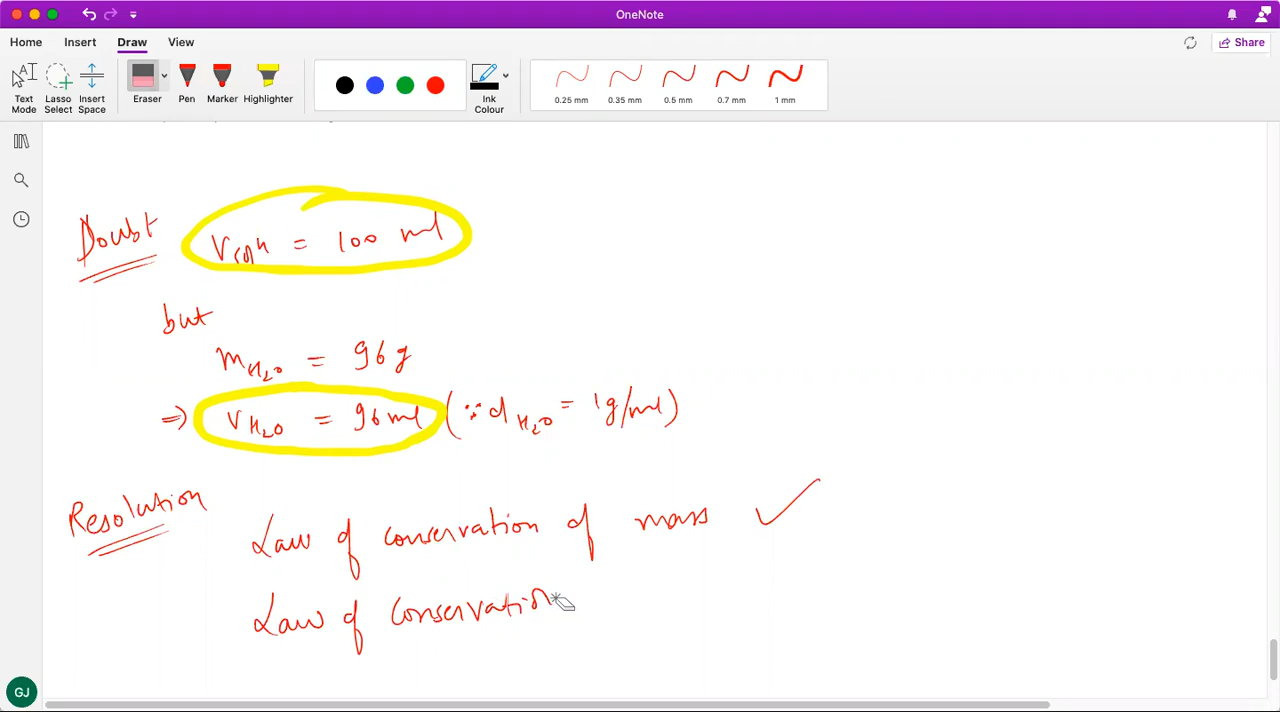 OneNote
Home Insert Draw View
Share
Text Mode
Lasso Select
Insert Space
Eraser
Pen
Marker
Highlighter
Ink Colour
0.25 mm
0.35 mm
0.5 mm
0.7 mm
1 mm
Doubt Vsoln = 100 ml
but
mH₂O = 96 g
⇒ VH₂O = 96 ml (∵ dH₂O = 1g/ml)
Resolution Law of conservation of mass ✓
Law of conservation
GJ